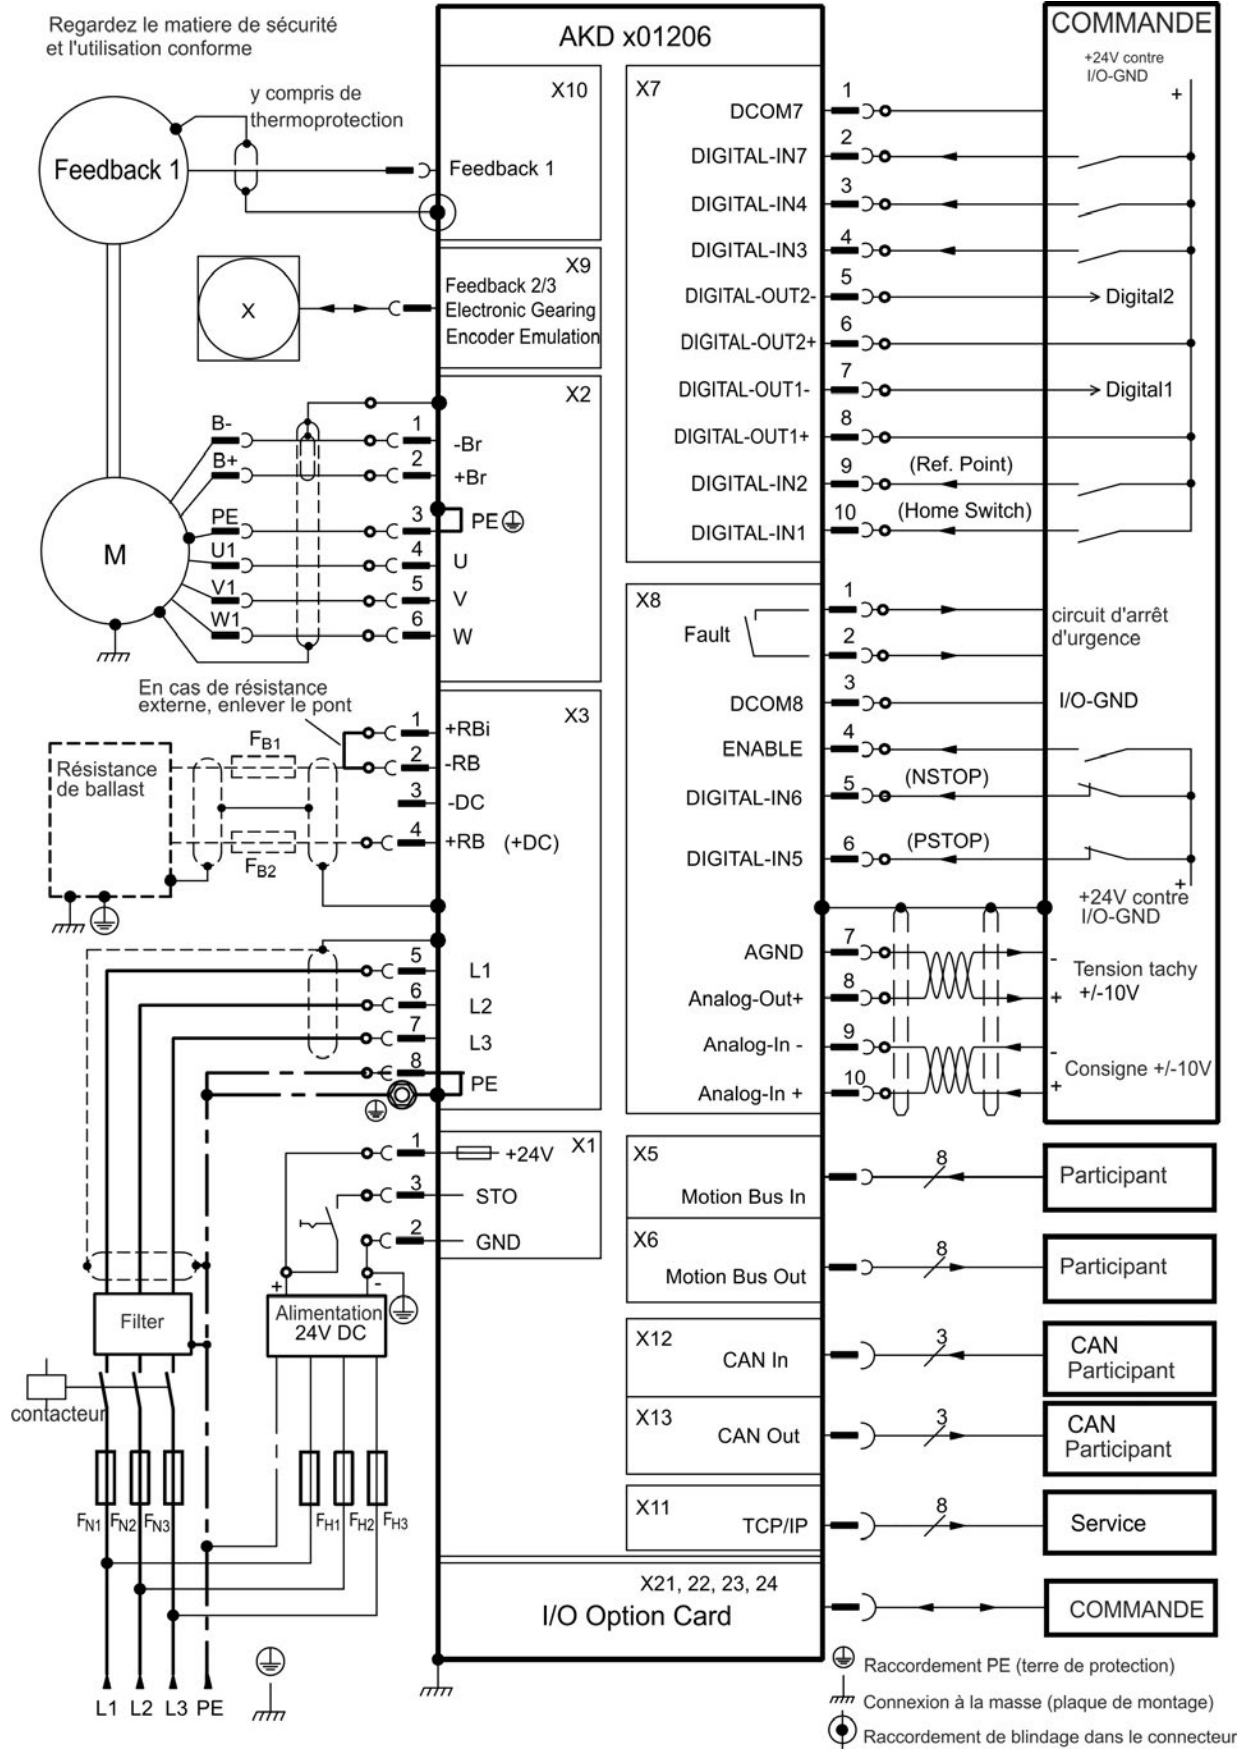 Regardez le matiere de sécurité
et l'utilisation conforme
AKD x01206
COMMANDE
+24V contre
I/O-GND
+
y compris de
thermoprotection
Feedback 1
X10
Feedback 1
X
X9
Feedback 2/3
Electronic Gearing
Encoder Emulation
X2
B-
1
-Br
B+
2
+Br
PE
3
PE
U1
4
U
V1
5
V
W1
6
W
M
En cas de résistance
externe, enlever le pont
X3
1
+RBi
2
-RB
3
-DC
4
+RB (+DC)
FB1
FB2
Résistance
de ballast
5
L1
6
L2
7
L3
8
PE
X1
1
+24V
3
STO
2
GND
+
-
Alimentation
24V DC
Filter
contacteur
FN1 FN2 FN3
FH1 FH2 FH3
L1 L2 L3 PE
X7
DCOM7
1
DIGITAL-IN7
2
DIGITAL-IN4
3
DIGITAL-IN3
4
DIGITAL-OUT2-
5
Digital2
DIGITAL-OUT2+
6
DIGITAL-OUT1-
7
Digital1
DIGITAL-OUT1+
8
DIGITAL-IN2
9
(Ref. Point)
DIGITAL-IN1
10
(Home Switch)
X8
Fault
1
2
circuit d'arrêt
d'urgence
DCOM8
3
I/O-GND
ENABLE
4
DIGITAL-IN6
5
(NSTOP)
DIGITAL-IN5
6
(PSTOP)
+
+24V contre
I/O-GND
AGND
7
-
Analog-Out+
8
+
Tension tachy
+/-10V
Analog-In -
9
-
Analog-In +
10
+
Consigne +/-10V
X5
Motion Bus In
8
Participant
X6
Motion Bus Out
8
Participant
X12
CAN In
3
CAN
Participant
X13
CAN Out
3
CAN
Participant
X11
TCP/IP
8
Service
X21, 22, 23, 24
I/O Option Card
COMMANDE
Raccordement PE (terre de protection)
Connexion à la masse (plaque de montage)
Raccordement de blindage dans le connecteur